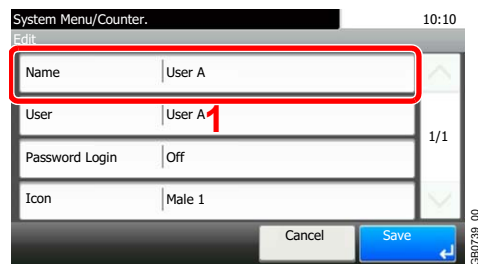 System Menu/Counter. 10:10
Edit
Name User A
User User A
1
1/1
Password Login Off
Icon Male 1
Cancel Save
GB0739_00